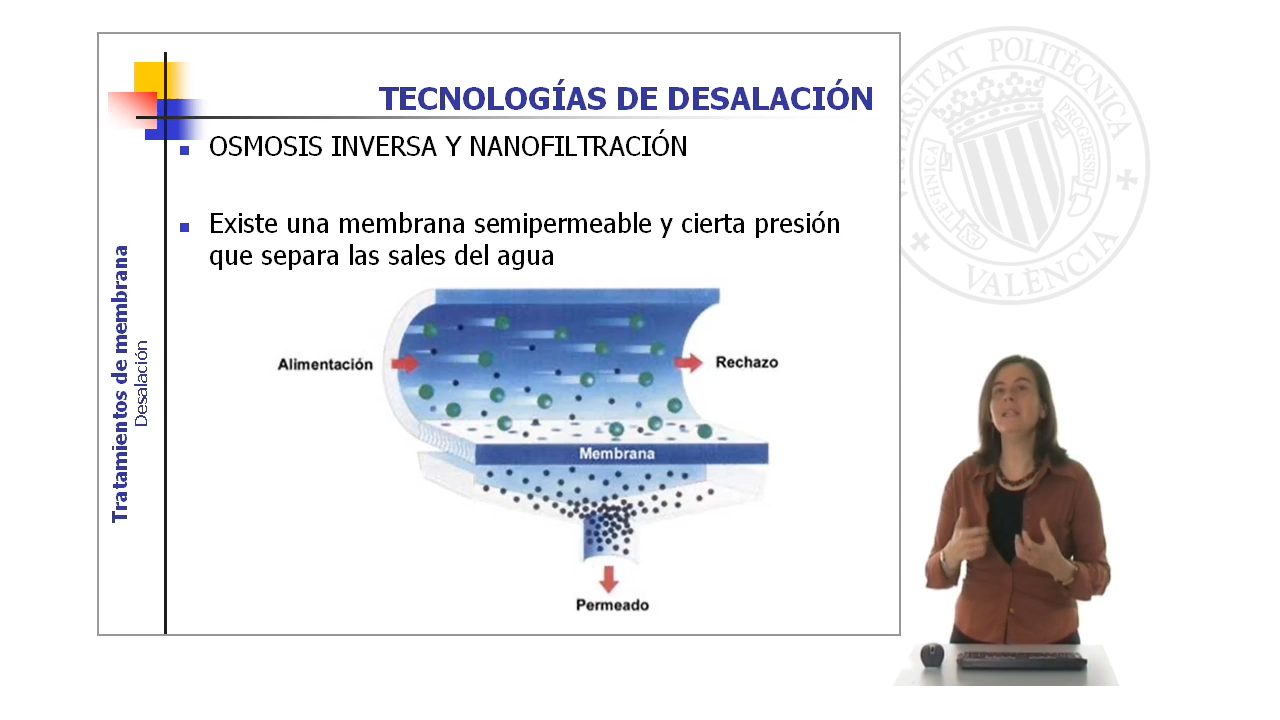 TECNOLOGÍAS DE DESALACIÓN
OSMOSIS INVERSA Y NANOFILTRACIÓN
Existe una membrana semipermeable y cierta presión
que separa las sales del agua
Tratamientos de membrana
Desalación
Alimentación
Rechazo
Membrana
Permeado
POLITÈCNICA
VALÈNCIA